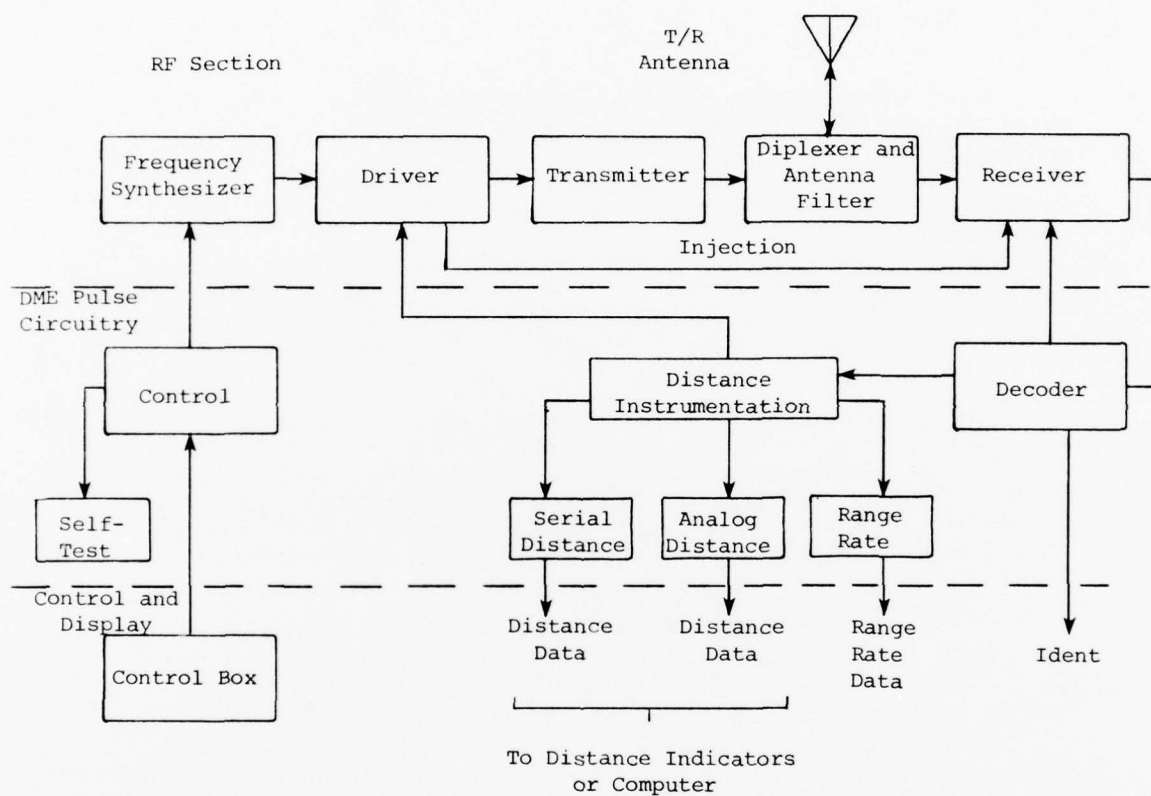 RF Section
T/R
Antenna
Frequency
Synthesizer
Driver
Transmitter
Diplexer and
Antenna
Filter
Receiver
Injection
DME Pulse
Circuitry
Control
Distance
Instrumentation
Decoder
Self-
Test
Serial
Distance
Analog
Distance
Range
Rate
Control and
Display
Control Box
Distance
Data
Distance
Data
Range
Rate
Data
Ident
To Distance Indicators
or Computer